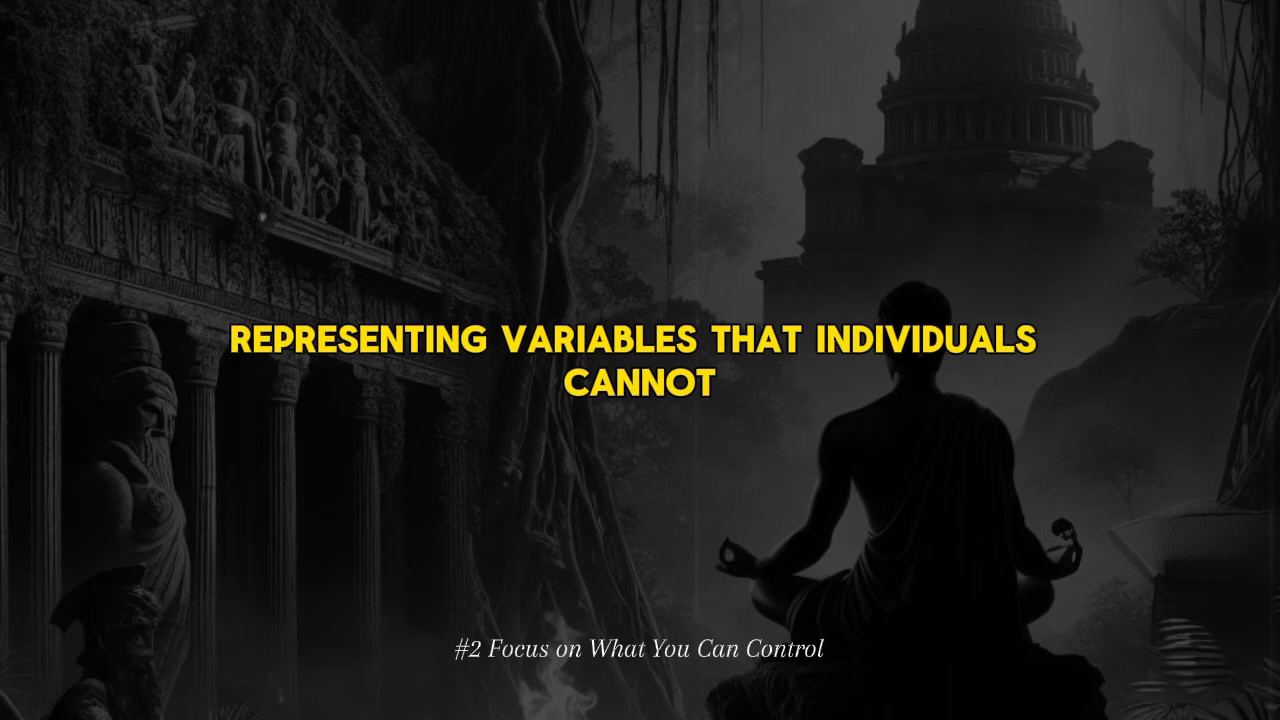 REPRESENTING VARIABLES THAT INDIVIDUALS
CANNOT
#2 Focus on What You Can Control